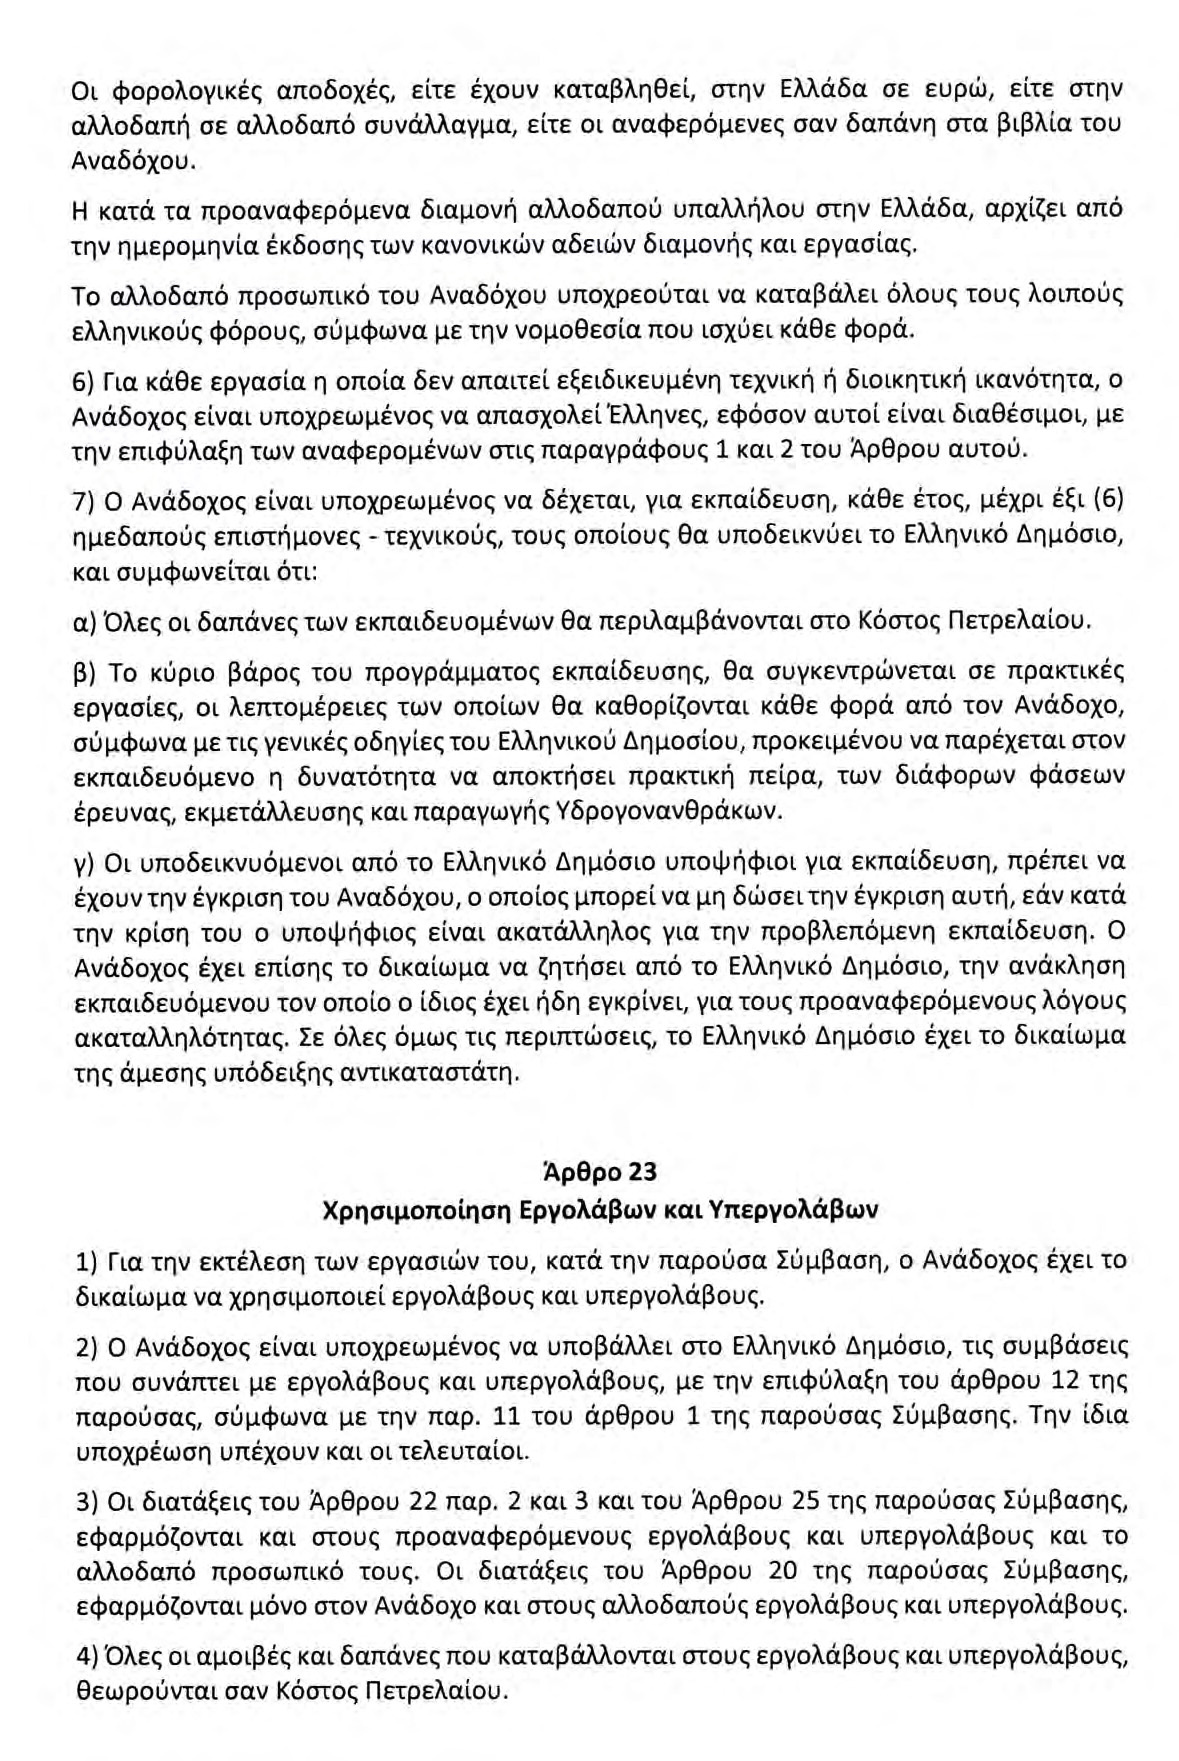 Οι φορολογικές αποδοχές, είτε έχουν καταβληθεί, στην Ελλάδα σε ευρώ, είτε στην
αλλοδαπή σε αλλοδαπό συνάλλαγμα, είτε οι αναφερόμενες σαν δαπάνη στα βιβλία του
Αναδόχου.
Η κατά τα προαναφερόμενα διαμονή αλλοδαπού υπαλλήλου στην Ελλάδα, αρχίζει από
την ημερομηνία έκδοσης των κανονικών αδειών διαμονής και εργασίας.
Το αλλοδαπό προσωπικό του Αναδόχου υποχρεούται να καταβάλει όλους τους λοιπούς
ελληνικούς φόρους, σύμφωνα με την νομοθεσία που ισχύει κάθε φορά.
6) Για κάθε εργασία η οποία δεν απαιτεί εξειδικευμένη τεχνική ή διοικητική ικανότητα, ο
Ανάδοχος είναι υποχρεωμένος να απασχολεί Έλληνες, εφόσον αυτοί είναι διαθέσιμοι, με
την επιφύλαξη των αναφερομένων στις παραγράφους 1 και 2 του Άρθρου αυτού.
7) Ο Ανάδοχος είναι υποχρεωμένος να δέχεται, για εκπαίδευση, κάθε έτος, μέχρι έξι (6)
ημεδαπούς επιστήμονες - τεχνικούς, τους οποίους θα υποδεικνύει το Ελληνικό Δημόσιο,
και συμφωνείται ότι:
α) Όλες οι δαπάνες των εκπαιδευομένων θα περιλαμβάνονται στο Κόστος Πετρελαίου.
β) Το κύριο βάρος του προγράμματος εκπαίδευσης, θα συγκεντρώνεται σε πρακτικές
εργασίες, οι λεπτομέρειες των οποίων θα καθορίζονται κάθε φορά από τον Ανάδοχο,
σύμφωνα με τις γενικές οδηγίες του Ελληνικού Δημοσίου, προκειμένου να παρέχεται στον
εκπαιδευόμενο η δυνατότητα να αποκτήσει πρακτική πείρα, των διάφορων φάσεων
έρευνας, εκμετάλλευσης και παραγωγής Υδρογονανθράκων.
γ) Οι υποδεικνυόμενοι από το Ελληνικό Δημόσιο υποψήφιοι για εκπαίδευση, πρέπει να
έχουν την έγκριση του Αναδόχου, ο οποίος μπορεί να μη δώσει την έγκριση αυτή, εάν κατά
την κρίση του ο υποψήφιος είναι ακατάλληλος για την προβλεπόμενη εκπαίδευση. Ο
Ανάδοχος έχει επίσης το δικαίωμα να ζητήσει από το Ελληνικό Δημόσιο, την ανάκληση
εκπαιδευόμενου τον οποίο ο ίδιος έχει ήδη εγκρίνει, για τους προαναφερόμενους λόγους
ακαταλληλότητας. Σε όλες όμως τις περιπτώσεις, το Ελληνικό Δημόσιο έχει το δικαίωμα
της άμεσης υπόδειξης αντικαταστάτη.
Άρθρο 23
Χρησιμοποίηση Εργολάβων και Υπεργολάβων
1) Για την εκτέλεση των εργασιών του, κατά την παρούσα Σύμβαση, ο Ανάδοχος έχει το
δικαίωμα να χρησιμοποιεί εργολάβους και υπεργολάβους.
2) Ο Ανάδοχος είναι υποχρεωμένος να υποβάλλει στο Ελληνικό Δημόσιο, τις συμβάσεις
που συνάπτει με εργολάβους και υπεργολάβους, με την επιφύλαξη του άρθρου 12 της
παρούσας, σύμφωνα με την παρ. 11 του άρθρου 1 της παρούσας Σύμβασης. Την ίδια
υποχρέωση υπέχουν και οι τελευταίοι.
3) Οι διατάξεις του Άρθρου 22 παρ. 2 και 3 και του Άρθρου 25 της παρούσας Σύμβασης,
εφαρμόζονται και στους προαναφερόμενους εργολάβους και υπεργολάβους και το
αλλοδαπό προσωπικό τους. Οι διατάξεις του Άρθρου 20 της παρούσας Σύμβασης,
εφαρμόζονται μόνο στον Ανάδοχο και στους αλλοδαπούς εργολάβους και υπεργολάβους.
4) Όλες οι αμοιβές και δαπάνες που καταβάλλονται στους εργολάβους και υπεργολάβους,
θεωρούνται σαν Κόστος Πετρελαίου.